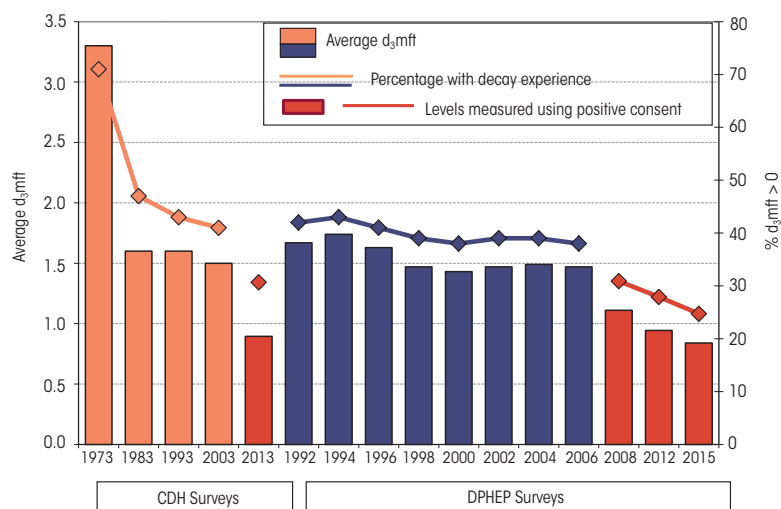 3.5
3.0
2.5
2.0
1.5
1.0
0.5
0.0
Average d₃mft
80
70
60
50
40
30
20
10
0
% d₃mft > 0
Average d₃mft
Percentage with decay experience
Levels measured using positive consent
1973 1983 1993 2003 2013 1992 1994 1996 1998 2000 2002 2004 2006 2008 2012 2015
CDH Surveys DPHEP Surveys